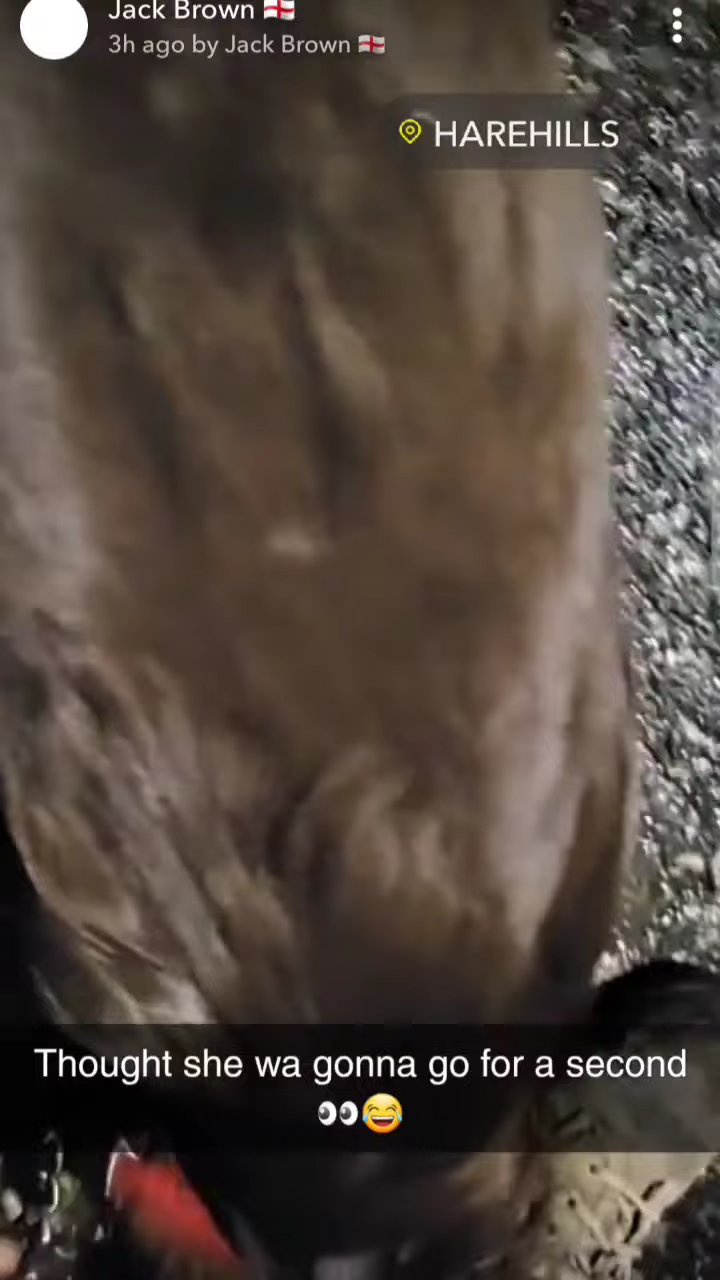 Jack Brown 🏴󠁧󠁢󠁥󠁮󠁧󠁿
3h ago by Jack Brown 🏴󠁧󠁢󠁥󠁮󠁧󠁿
HAREHILLS
Thought she wa gonna go for a second
👀😂